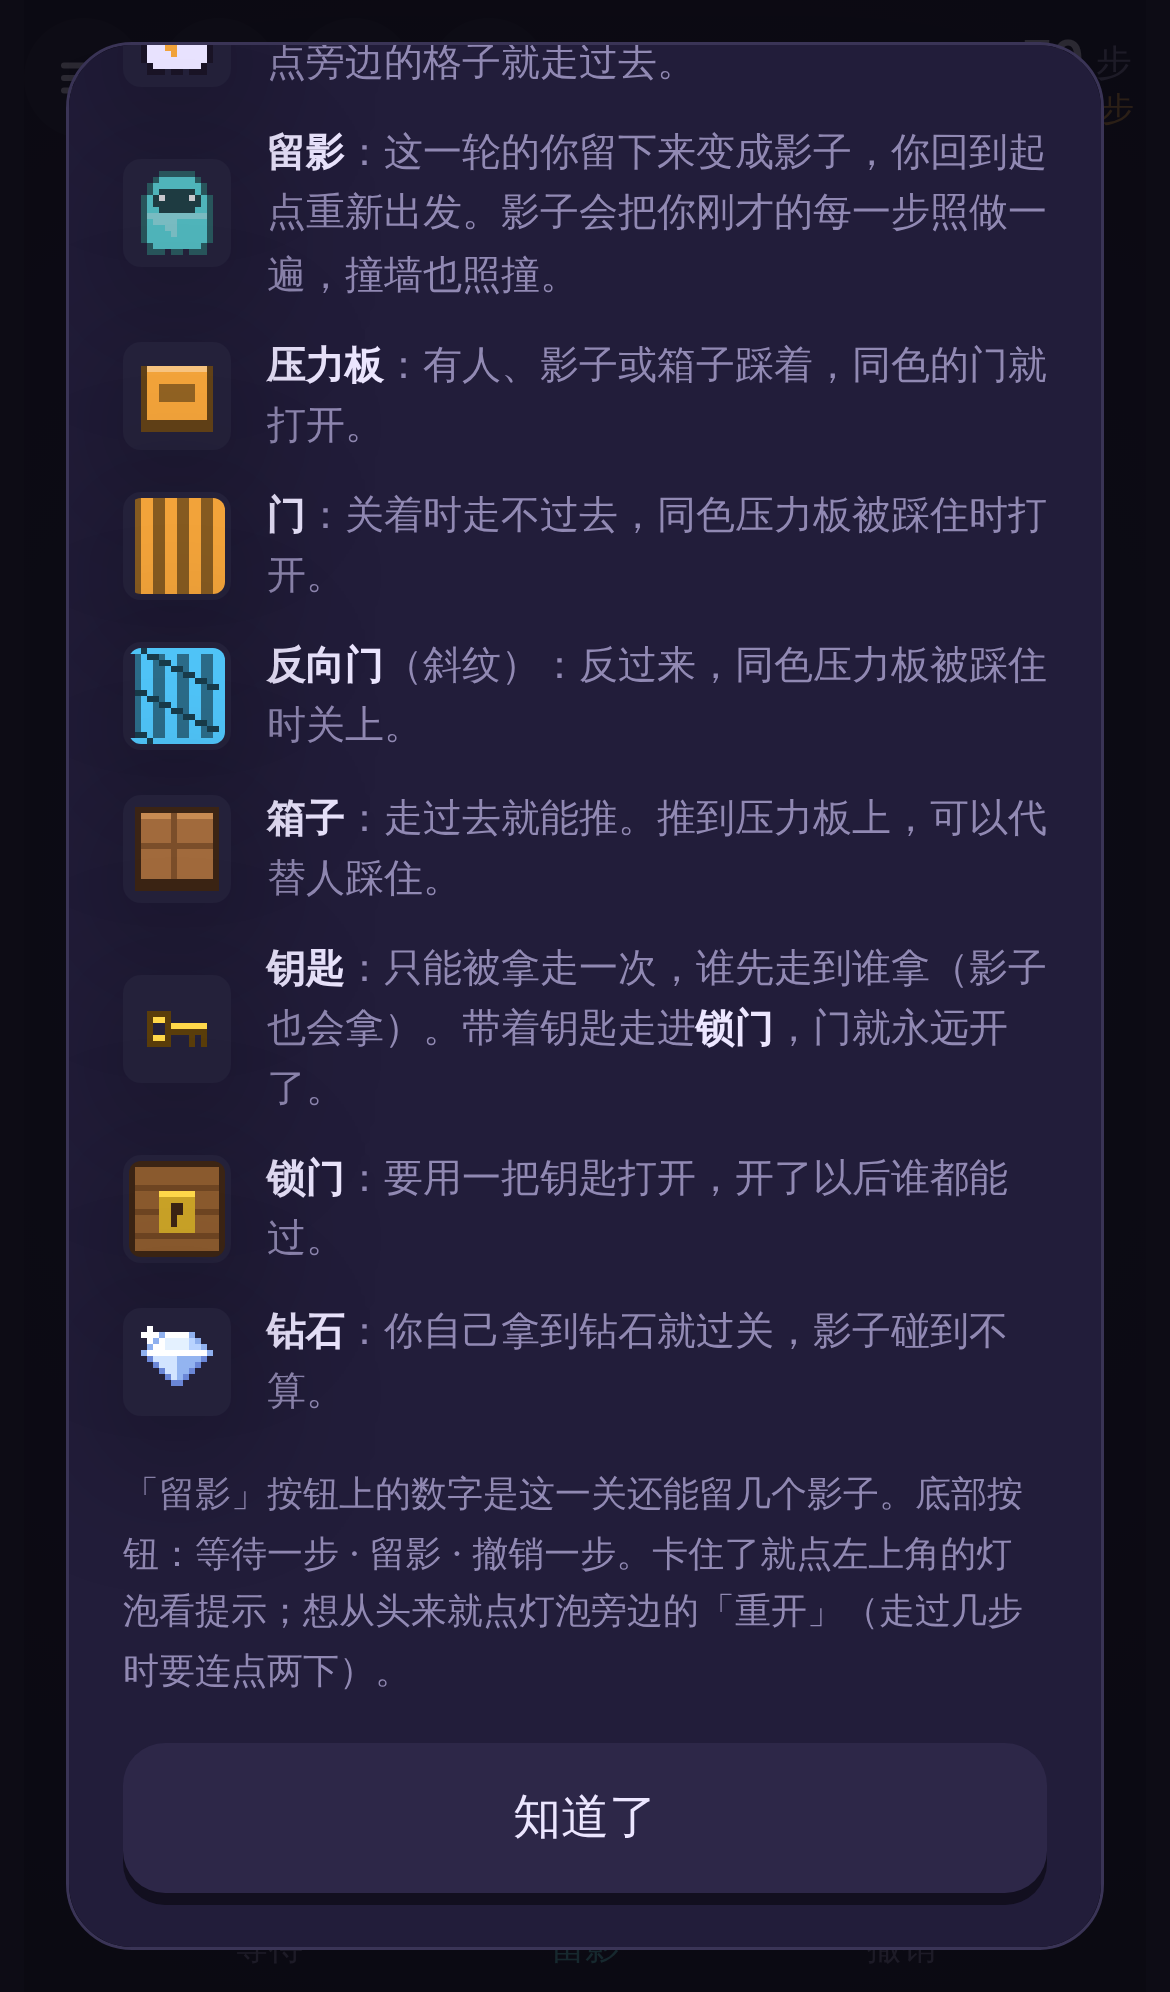 步
步
点旁边的格子就走过去。
留影：这一轮的你留下来变成影子，你回到起
点重新出发。影子会把你刚才的每一步照做一
遍，撞墙也照撞。
压力板：有人、影子或箱子踩着，同色的门就
打开。
门：关着时走不过去，同色压力板被踩住时打
开。
反向门（斜纹）：反过来，同色压力板被踩住
时关上。
箱子：走过去就能推。推到压力板上，可以代
替人踩住。
钥匙：只能被拿走一次，谁先走到谁拿（影子
也会拿）。带着钥匙走进锁门，门就永远开
了。
锁门：要用一把钥匙打开，开了以后谁都能
过。
钻石：你自己拿到钻石就过关，影子碰到不
算。
「留影」按钮上的数字是这一关还能留几个影子。底部按
钮：等待一步 · 留影 · 撤销一步。卡住了就点左上角的灯
泡看提示；想从头来就点灯泡旁边的「重开」（走过几步
时要连点两下）。
知道了
等待 留影 撤销